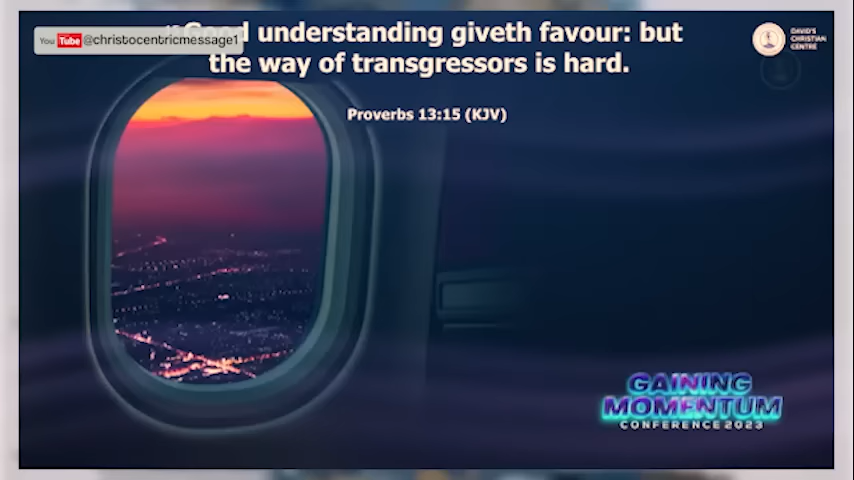 Good understanding giveth favour: but
the way of transgressors is hard.
Proverbs 13:15 (KJV)
You Tube @christocentricmessage1
DAVID'S
CHRISTIAN
CENTRE
GAINING
MOMENTUM
CONFERENCE 2023